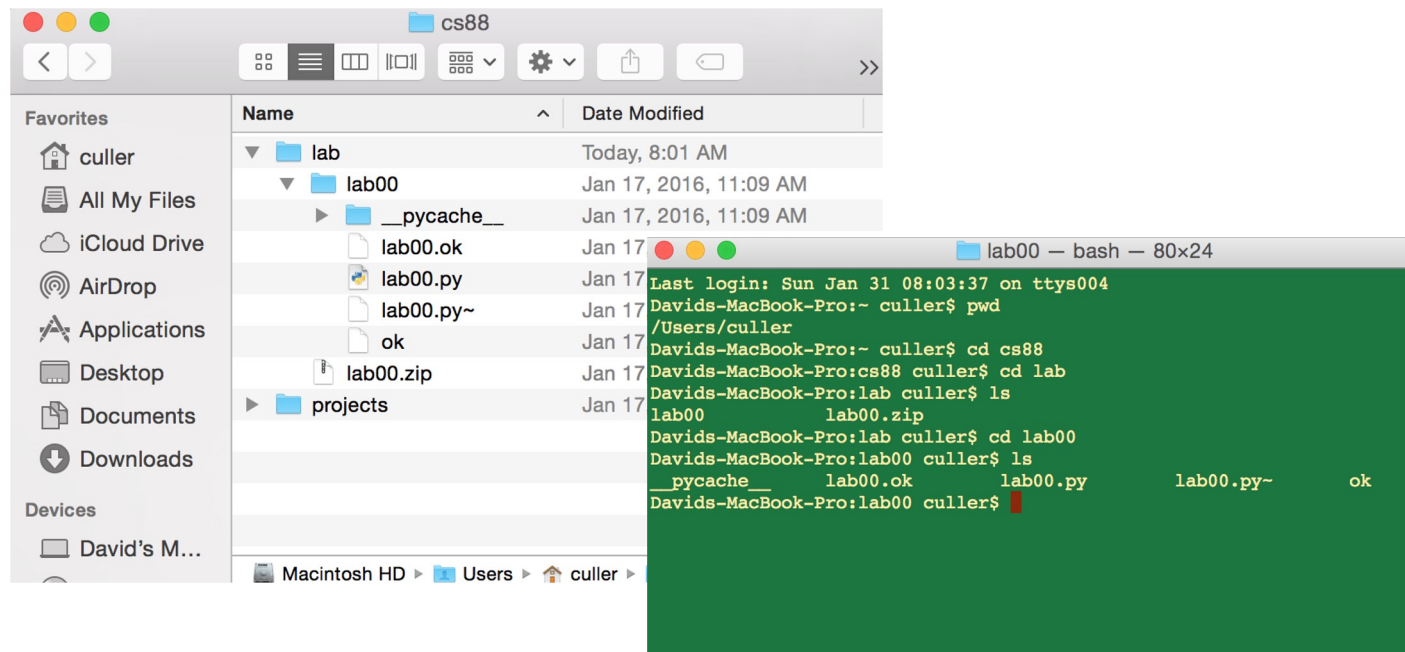 cs88
Favorites
culler
All My Files
iCloud Drive
AirDrop
Applications
Desktop
Documents
Downloads
Devices
David's M...
Name Date Modified
lab Today, 8:01 AM
lab00 Jan 17, 2016, 11:09 AM
__pycache__ Jan 17, 2016, 11:09 AM
lab00.ok Jan 17
lab00.py Jan 17
lab00.py~ Jan 17
ok Jan 17
lab00.zip Jan 17
projects Jan 17
Macintosh HD Users culler
lab00 — bash — 80×24
Last login: Sun Jan 31 08:03:37 on ttys004
Davids-MacBook-Pro:~ culler$ pwd
/Users/culler
Davids-MacBook-Pro:~ culler$ cd cs88
Davids-MacBook-Pro:cs88 culler$ cd lab
Davids-MacBook-Pro:lab culler$ ls
lab00 lab00.zip
Davids-MacBook-Pro:lab culler$ cd lab00
Davids-MacBook-Pro:lab00 culler$ ls
__pycache__ lab00.ok lab00.py lab00.py~ ok
Davids-MacBook-Pro:lab00 culler$